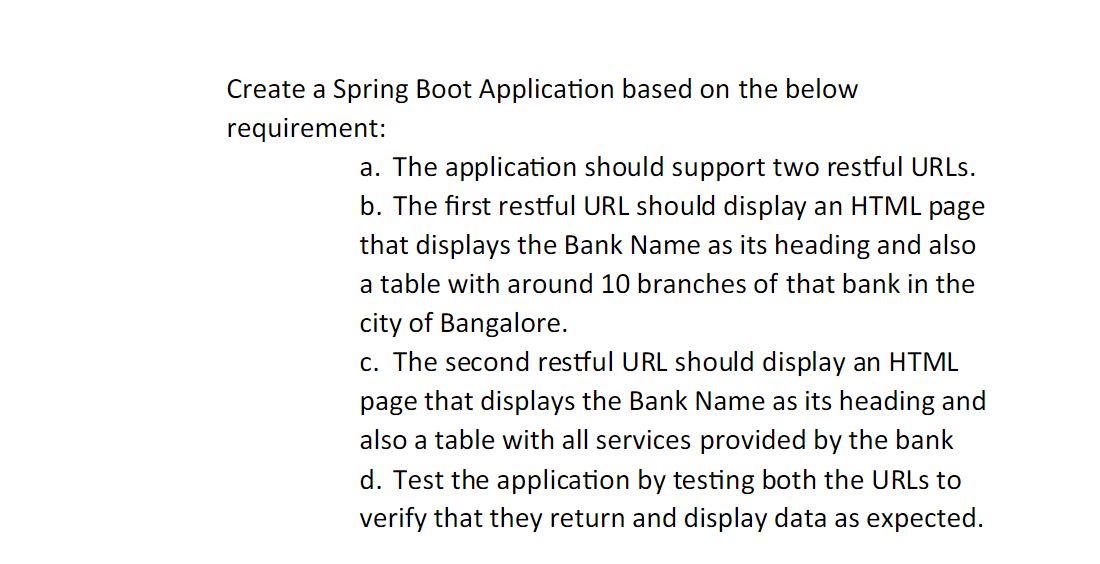 Create a Spring Boot Application based on the below
requirement:
a. The application should support two restful URLs.
b. The first restful URL should display an HTML page
that displays the Bank Name as its heading and also
a table with around 10 branches of that bank in the
city of Bangalore.
c. The second restful URL should display an HTML
page that displays the Bank Name as its heading and
also a table with all services provided by the bank
d. Test the application by testing both the URLs to
verify that they return and display data as expected.